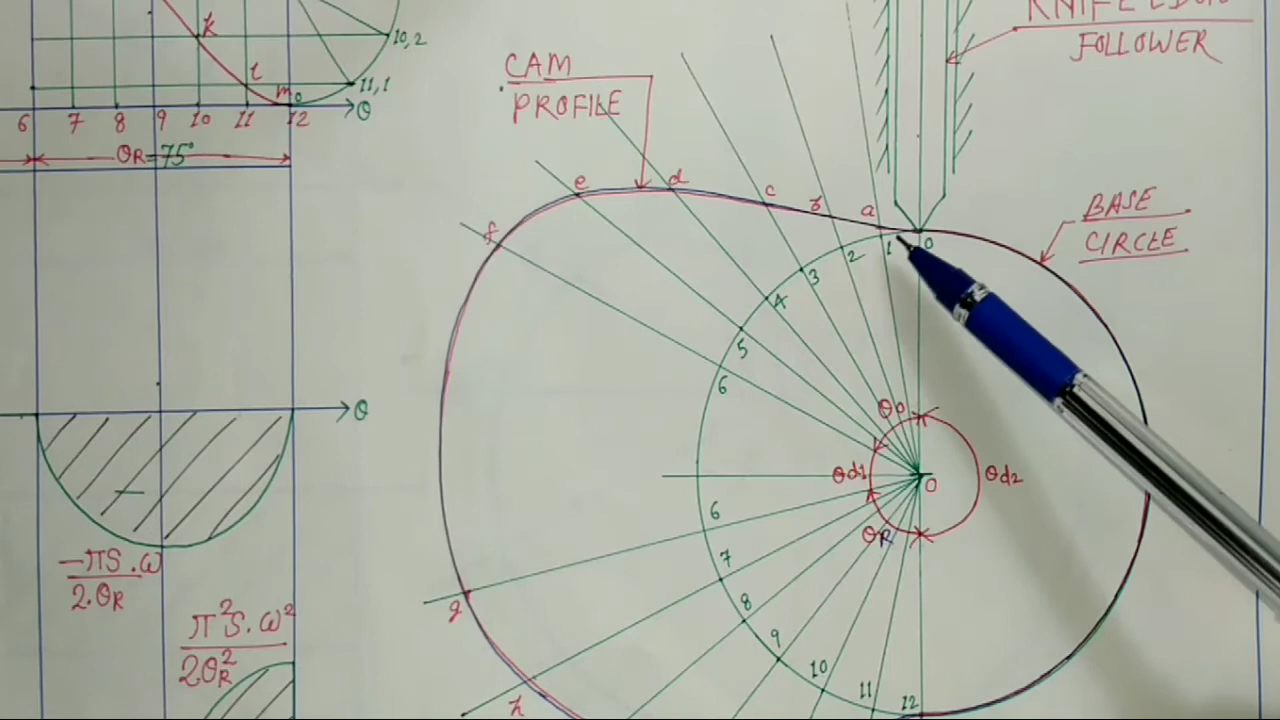 k
10,2
l
11,1
m
6 7 8 9 10 11 12
θ
θR=75°
KNIFE EDGE
FOLLOWER
CAM
PROFILE
BASE
CIRCLE
e
d
c
b
a
f
0
1
2
3
4
5
6
θo
θd1
O
θd2
θR
6
7
8
9
10
11
12
g
h
θ
-πS.ω
2.θR
π²S.ω²
2θR²